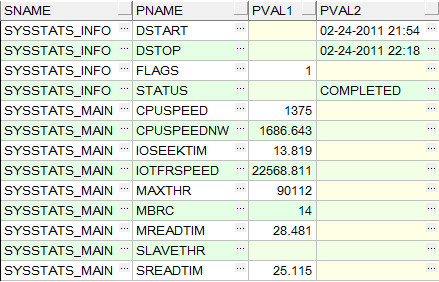 SNAME PNAME PVAL1 PVAL2
SYSSTATS_INFO ... DSTART ... ... 02-24-2011 21:54 ...
SYSSTATS_INFO ... DSTOP ... ... 02-24-2011 22:18 ...
SYSSTATS_INFO ... FLAGS ... 1 ...
SYSSTATS_INFO ... STATUS ... ... COMPLETED ...
SYSSTATS_MAIN ... CPUSPEED ... 1375 ...
SYSSTATS_MAIN ... CPUSPEEDNW ... 1686.643 ...
SYSSTATS_MAIN ... IOSEEKTIM ... 13.819 ...
SYSSTATS_MAIN ... IOTFRSPEED ... 22568.811 ...
SYSSTATS_MAIN ... MAXTHR ... 90112 ...
SYSSTATS_MAIN ... MBRC ... 14 ...
SYSSTATS_MAIN ... MREADTIM ... 28.481 ...
SYSSTATS_MAIN ... SLAVETHR ... ...
SYSSTATS_MAIN ... SREADTIM ... 25.115 ...